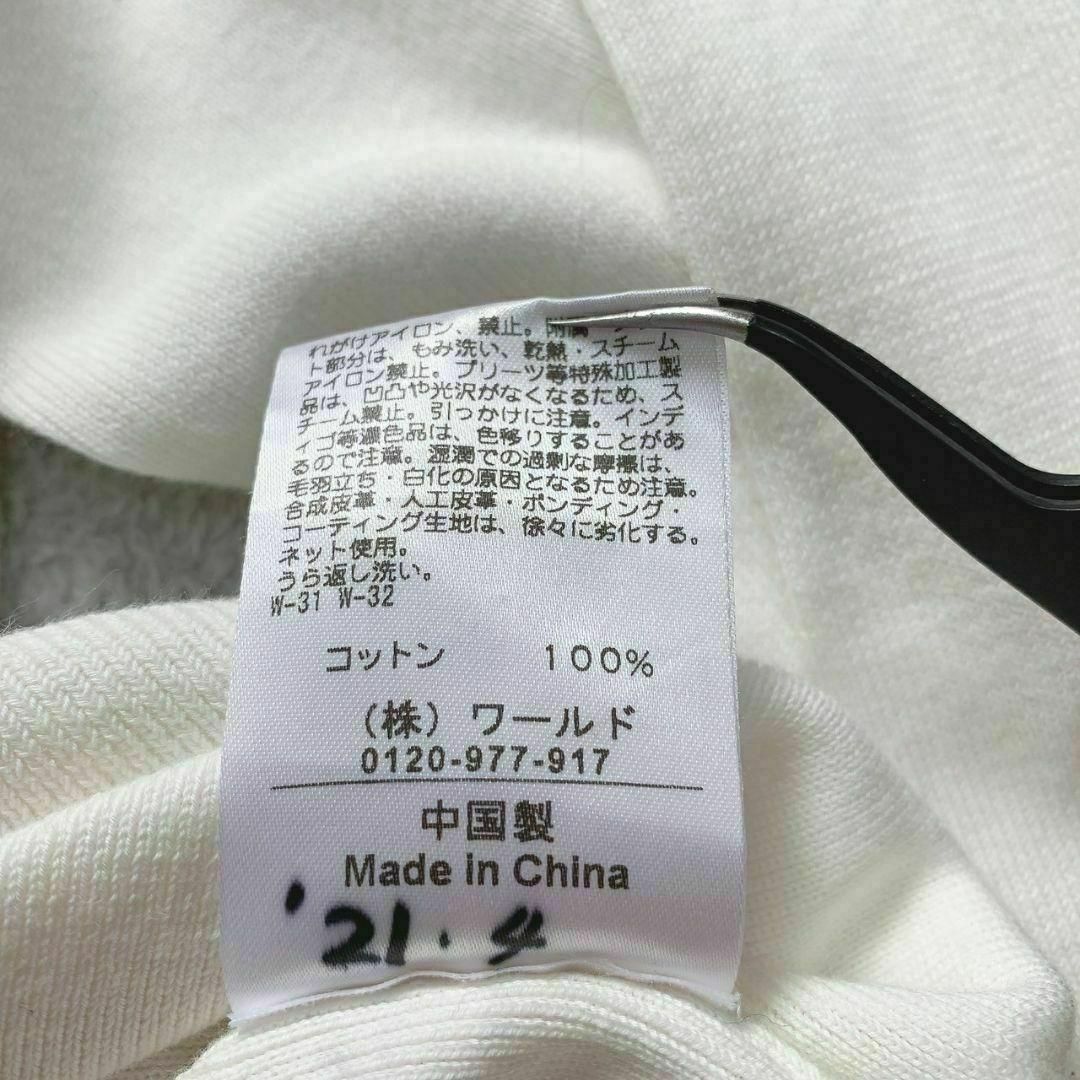 れがけアイロン、禁止。附属
ト部分は、もみ洗い、乾熱・スチーム
アイロン禁止。プリーツ等特殊加工製
品は、凹凸や光沢がなくなるため、ス
チーム禁止。引っかけに注意。インデ
ィゴ等濃色品は、色移りすることがあ
るので注意。湿潤での過剰な摩擦は、
毛羽立ち・白化の原因となるため注意。
合成皮革・人工皮革・ボンディング・
コーティング生地は、徐々に劣化する。
ネット使用。
うら返し洗い。
W-31 W-32
コットン 100%
(株) ワールド
0120-977-917
中国製
Made in China
'21.4